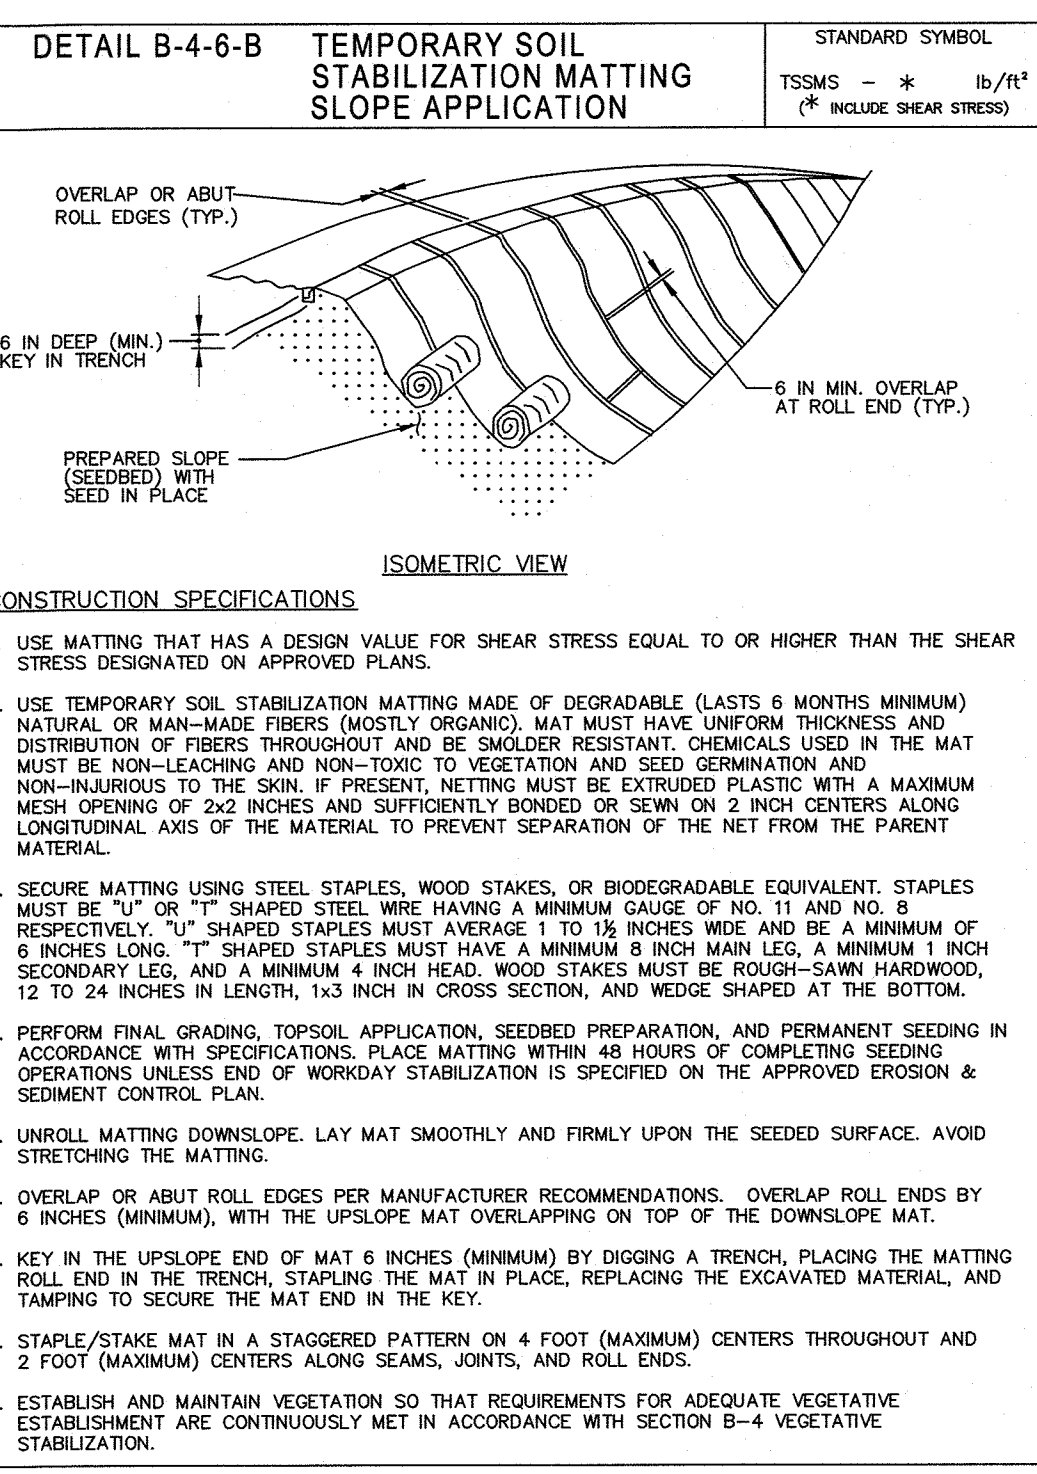 DETAIL B-4-6-B
TEMPORARY SOIL
STABILIZATION MATTING
SLOPE APPLICATION
STANDARD SYMBOL
TSSMS - * lb/ft²
(* INCLUDE SHEAR STRESS)
OVERLAP OR ABUT
ROLL EDGES (TYP.)
6 IN DEEP (MIN.)
KEY IN TRENCH
6 IN MIN. OVERLAP
AT ROLL END (TYP.)
PREPARED SLOPE
(SEEDBED) WITH
SEED IN PLACE
ISOMETRIC VIEW
CONSTRUCTION SPECIFICATIONS
USE MATTING THAT HAS A DESIGN VALUE FOR SHEAR STRESS EQUAL TO OR HIGHER THAN THE SHEAR
STRESS DESIGNATED ON APPROVED PLANS.
. USE TEMPORARY SOIL STABILIZATION MATTING MADE OF DEGRADABLE (LASTS 6 MONTHS MINIMUM)
NATURAL OR MAN-MADE FIBERS (MOSTLY ORGANIC). MAT MUST HAVE UNIFORM THICKNESS AND
DISTRIBUTION OF FIBERS THROUGHOUT AND BE SMOLDER RESISTANT. CHEMICALS USED IN THE MAT
MUST BE NON-LEACHING AND NON-TOXIC TO VEGETATION AND SEED GERMINATION AND
NON-INJURIOUS TO THE SKIN. IF PRESENT, NETTING MUST BE EXTRUDED PLASTIC WITH A MAXIMUM
MESH OPENING OF 2x2 INCHES AND SUFFICIENTLY BONDED OR SEWN ON 2 INCH CENTERS ALONG
LONGITUDINAL AXIS OF THE MATERIAL TO PREVENT SEPARATION OF THE NET FROM THE PARENT
MATERIAL.
. SECURE MATTING USING STEEL STAPLES, WOOD STAKES, OR BIODEGRADABLE EQUIVALENT. STAPLES
MUST BE "U" OR "T" SHAPED STEEL WIRE HAVING A MINIMUM GAUGE OF NO. 11 AND NO. 8
RESPECTIVELY. "U" SHAPED STAPLES MUST AVERAGE 1 TO 1½ INCHES WIDE AND BE A MINIMUM OF
6 INCHES LONG. "T" SHAPED STAPLES MUST HAVE A MINIMUM 8 INCH MAIN LEG, A MINIMUM 1 INCH
SECONDARY LEG, AND A MINIMUM 4 INCH HEAD. WOOD STAKES MUST BE ROUGH-SAWN HARDWOOD,
12 TO 24 INCHES IN LENGTH, 1x3 INCH IN CROSS SECTION, AND WEDGE SHAPED AT THE BOTTOM.
. PERFORM FINAL GRADING, TOPSOIL APPLICATION, SEEDBED PREPARATION, AND PERMANENT SEEDING IN
ACCORDANCE WITH SPECIFICATIONS. PLACE MATTING WITHIN 48 HOURS OF COMPLETING SEEDING
OPERATIONS UNLESS END OF WORKDAY STABILIZATION IS SPECIFIED ON THE APPROVED EROSION &
SEDIMENT CONTROL PLAN.
. UNROLL MATTING DOWNSLOPE. LAY MAT SMOOTHLY AND FIRMLY UPON THE SEEDED SURFACE. AVOID
STRETCHING THE MATTING.
. OVERLAP OR ABUT ROLL EDGES PER MANUFACTURER RECOMMENDATIONS. OVERLAP ROLL ENDS BY
6 INCHES (MINIMUM), WITH THE UPSLOPE MAT OVERLAPPING ON TOP OF THE DOWNSLOPE MAT.
. KEY IN THE UPSLOPE END OF MAT 6 INCHES (MINIMUM) BY DIGGING A TRENCH, PLACING THE MATTING
ROLL END IN THE TRENCH, STAPLING THE MAT IN PLACE, REPLACING THE EXCAVATED MATERIAL, AND
TAMPING TO SECURE THE MAT END IN THE KEY.
. STAPLE/STAKE MAT IN A STAGGERED PATTERN ON 4 FOOT (MAXIMUM) CENTERS THROUGHOUT AND
2 FOOT (MAXIMUM) CENTERS ALONG SEAMS, JOINTS, AND ROLL ENDS.
. ESTABLISH AND MAINTAIN VEGETATION SO THAT REQUIREMENTS FOR ADEQUATE VEGETATIVE
ESTABLISHMENT ARE CONTINUOUSLY MET IN ACCORDANCE WITH SECTION B-4 VEGETATIVE
STABILIZATION.